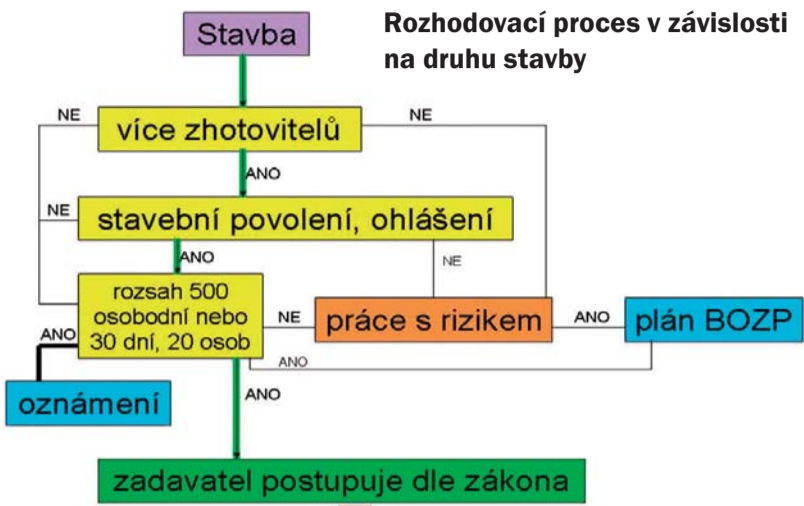 Rozhodovací proces v závislosti
na druhu stavby
Stavba
NE
více zhotovitelů
NE
ANO
NE
stavební povolení, ohlášení
ANO
NE
rozsah 500
osobodní nebo
30 dní, 20 osob
NE
práce s rizikem
ANO
plán BOZP
ANO
ANO
oznámení
ANO
zadavatel postupuje dle zákona